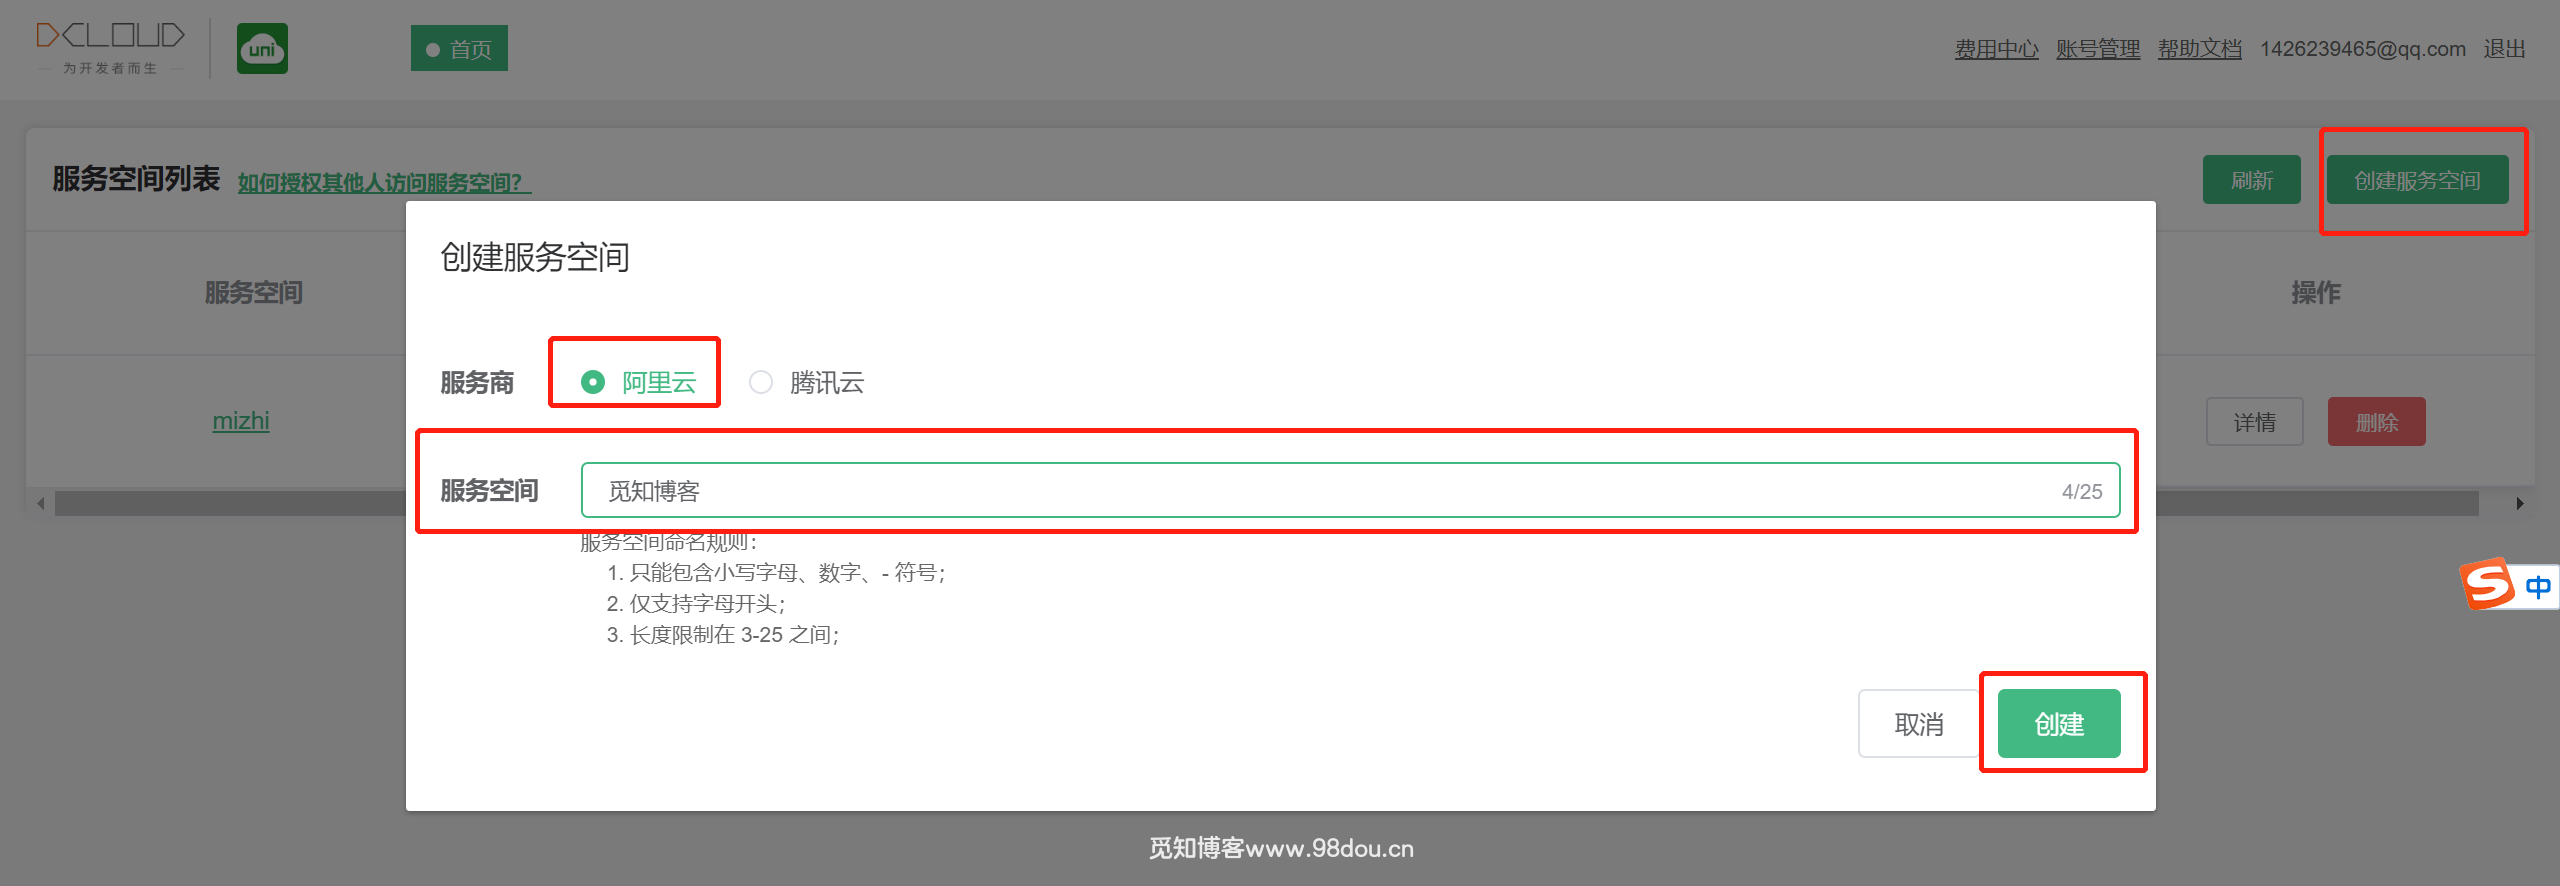 DCLOUD
为开发者而生
uni
首页
费用中心 账号管理 帮助文档 1426239465@qq.com 退出
服务空间列表 如何授权其他人访问服务空间?
刷新 创建服务空间
服务空间 操作
mizhi 详情 删除
创建服务空间
服务商 阿里云 腾讯云
服务空间 觅知博客 4/25
服务空间命名规则：
1. 只能包含小写字母、数字、- 符号；
2. 仅支持字母开头；
3. 长度限制在 3-25 之间；
取消 创建
S 中
觅知博客www.98dou.cn